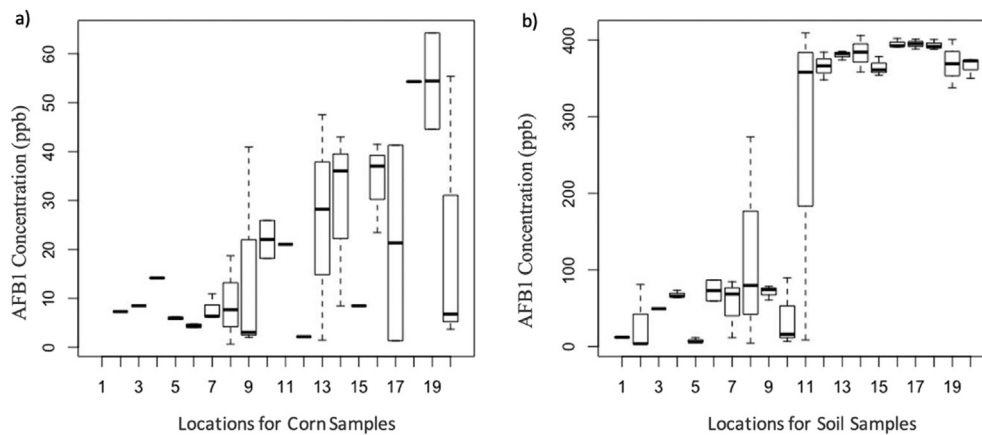 a)
AFB1 Concentration (ppb)
60
50
40
30
20
10
0
1 3 5 7 9 11 13 15 17 19
Locations for Corn Samples
b)
AFB1 Concentration (ppb)
400
300
200
100
0
1 3 5 7 9 11 13 15 17 19
Locations for Soil Samples